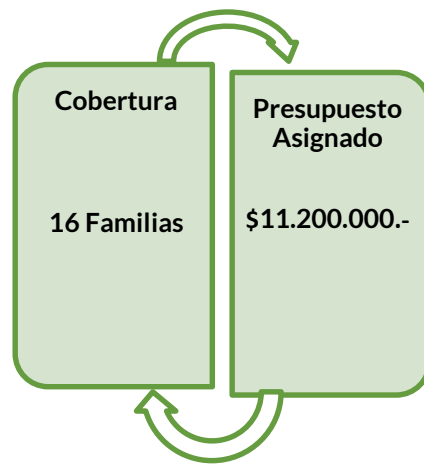 Cobertura
16 Familias
Presupuesto
Asignado
$11.200.000.-